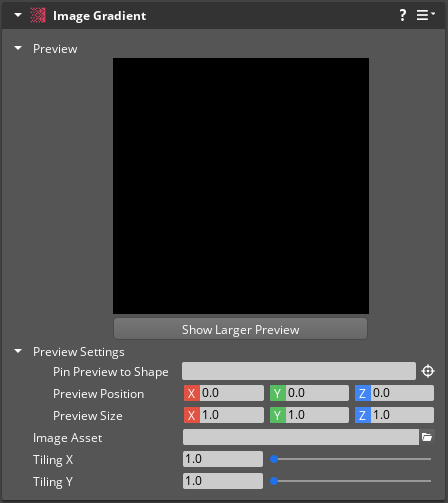 Image Gradient ?
Preview
Show Larger Preview
Preview Settings
Pin Preview to Shape
Preview Position X 0.0 Y 0.0 Z 0.0
Preview Size X 1.0 Y 1.0 Z 1.0
Image Asset
Tiling X 1.0
Tiling Y 1.0